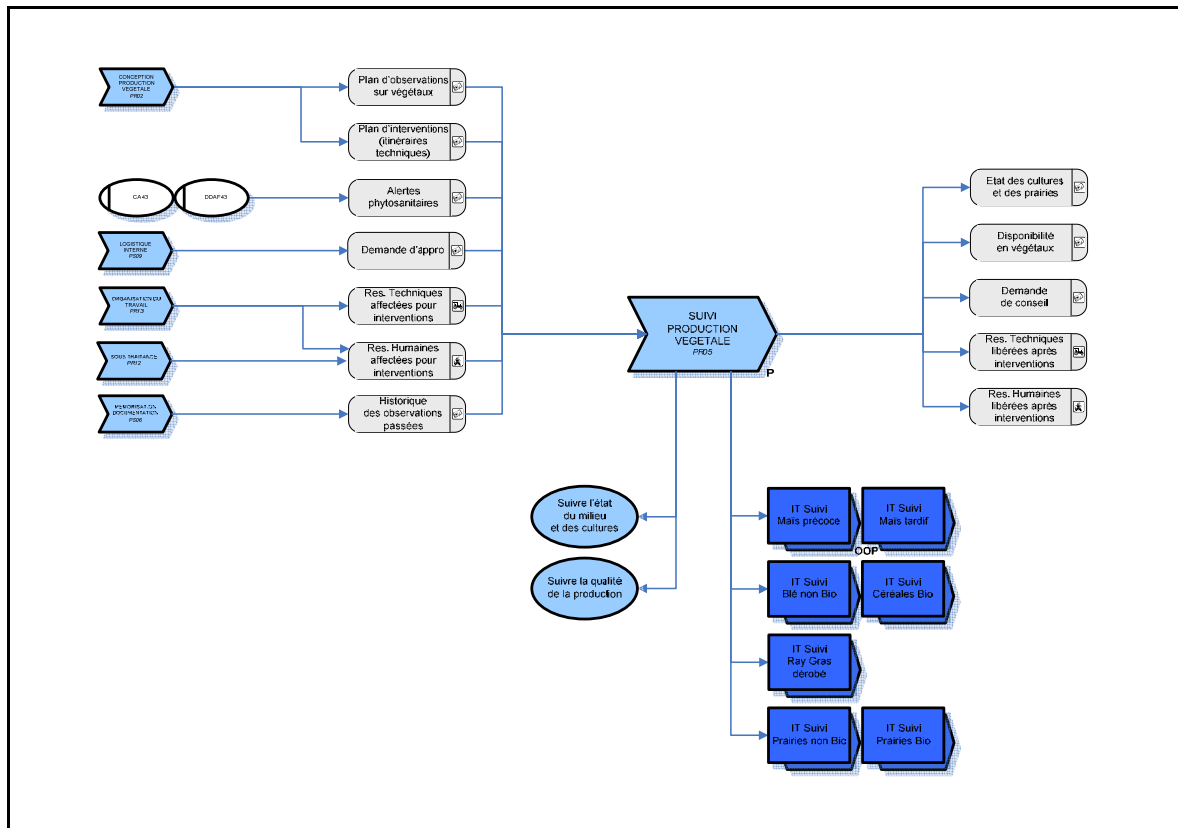 CONCEPTION
PRODUCTION
VEGETALE
PR02
Plan d'observations
sur végétaux
Plan d'interventions
(itinéraires
techniques)
CA43
DDAF43
Alertes
phytosanitaires
LOGISTIQUE
INTERNE
PS09
Demande d'appro
ORGANISATION DU
TRAVAIL
PR13
Res. Techniques
affectées pour
interventions
SOUS TRAITANCE
PR12
Res. Humaines
affectées pour
interventions
MEMORISATION
DOCUMENTATION
PS06
Historique
des observations
passées
SUIVI
PRODUCTION
VEGETALE
PR05
P
Etat des cultures
et des prairies
Disponibilité
en végétaux
Demande
de conseil
Res. Techniques
libérées après
interventions
Res. Humaines
libérées après
interventions
Suivre l'état
du milieu
et des cultures
Suivre la qualité
de la production
IT Suivi
Maïs précoce
IT Suivi
Maïs tardif
OOP
IT Suivi
Blé non Bio
IT Suivi
Céréales Bio
IT Suivi
Ray Gras
dérobé
IT Suivi
Prairies non Bio
IT Suivi
Prairies Bio